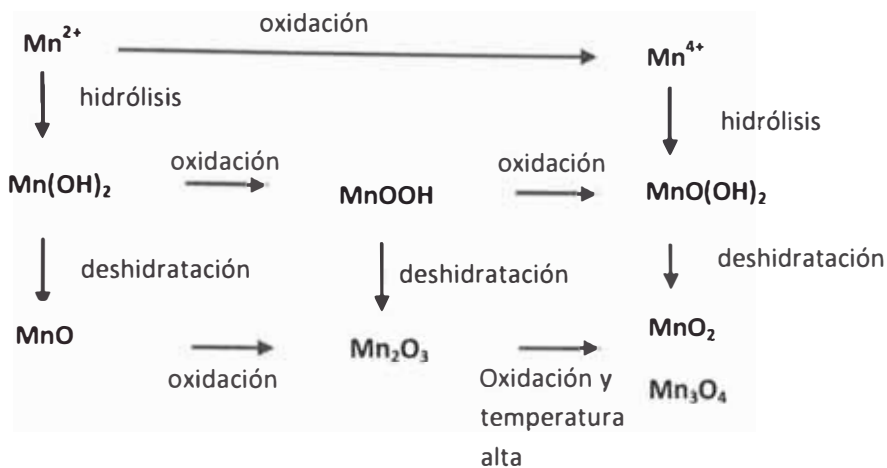 oxidación
Mn²⁺
Mn⁴⁺
hidrólisis
hidrólisis
oxidación
oxidación
Mn(OH)₂
MnOOH
MnO(OH)₂
deshidratación
deshidratación
deshidratación
MnO
Mn₂O₃
MnO₂
oxidación
Oxidación y
temperatura
alta
Mn₃O₄